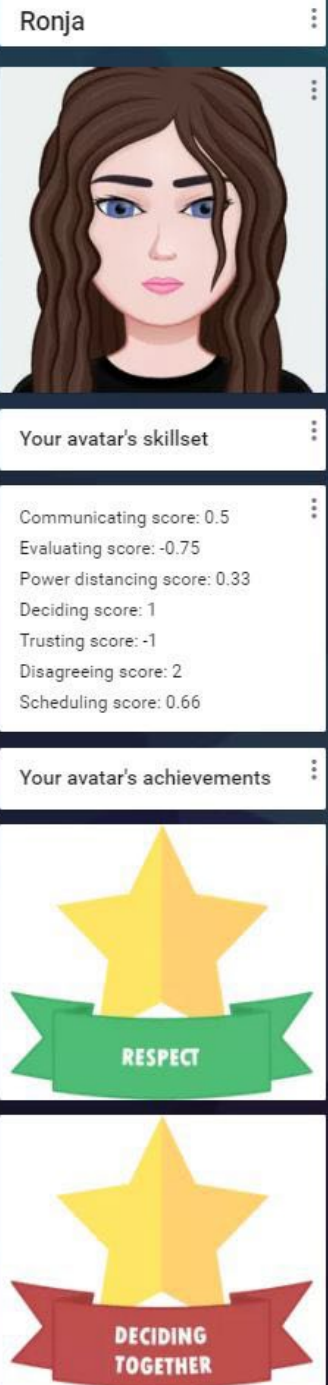 Ronja
Your avatar's skillset
Communicating score: 0.5
Evaluating score: -0.75
Power distancing score: 0.33
Deciding score: 1
Trusting score: -1
Disagreeing score: 2
Scheduling score: 0.66
Your avatar's achievements
RESPECT
DECIDING
TOGETHER